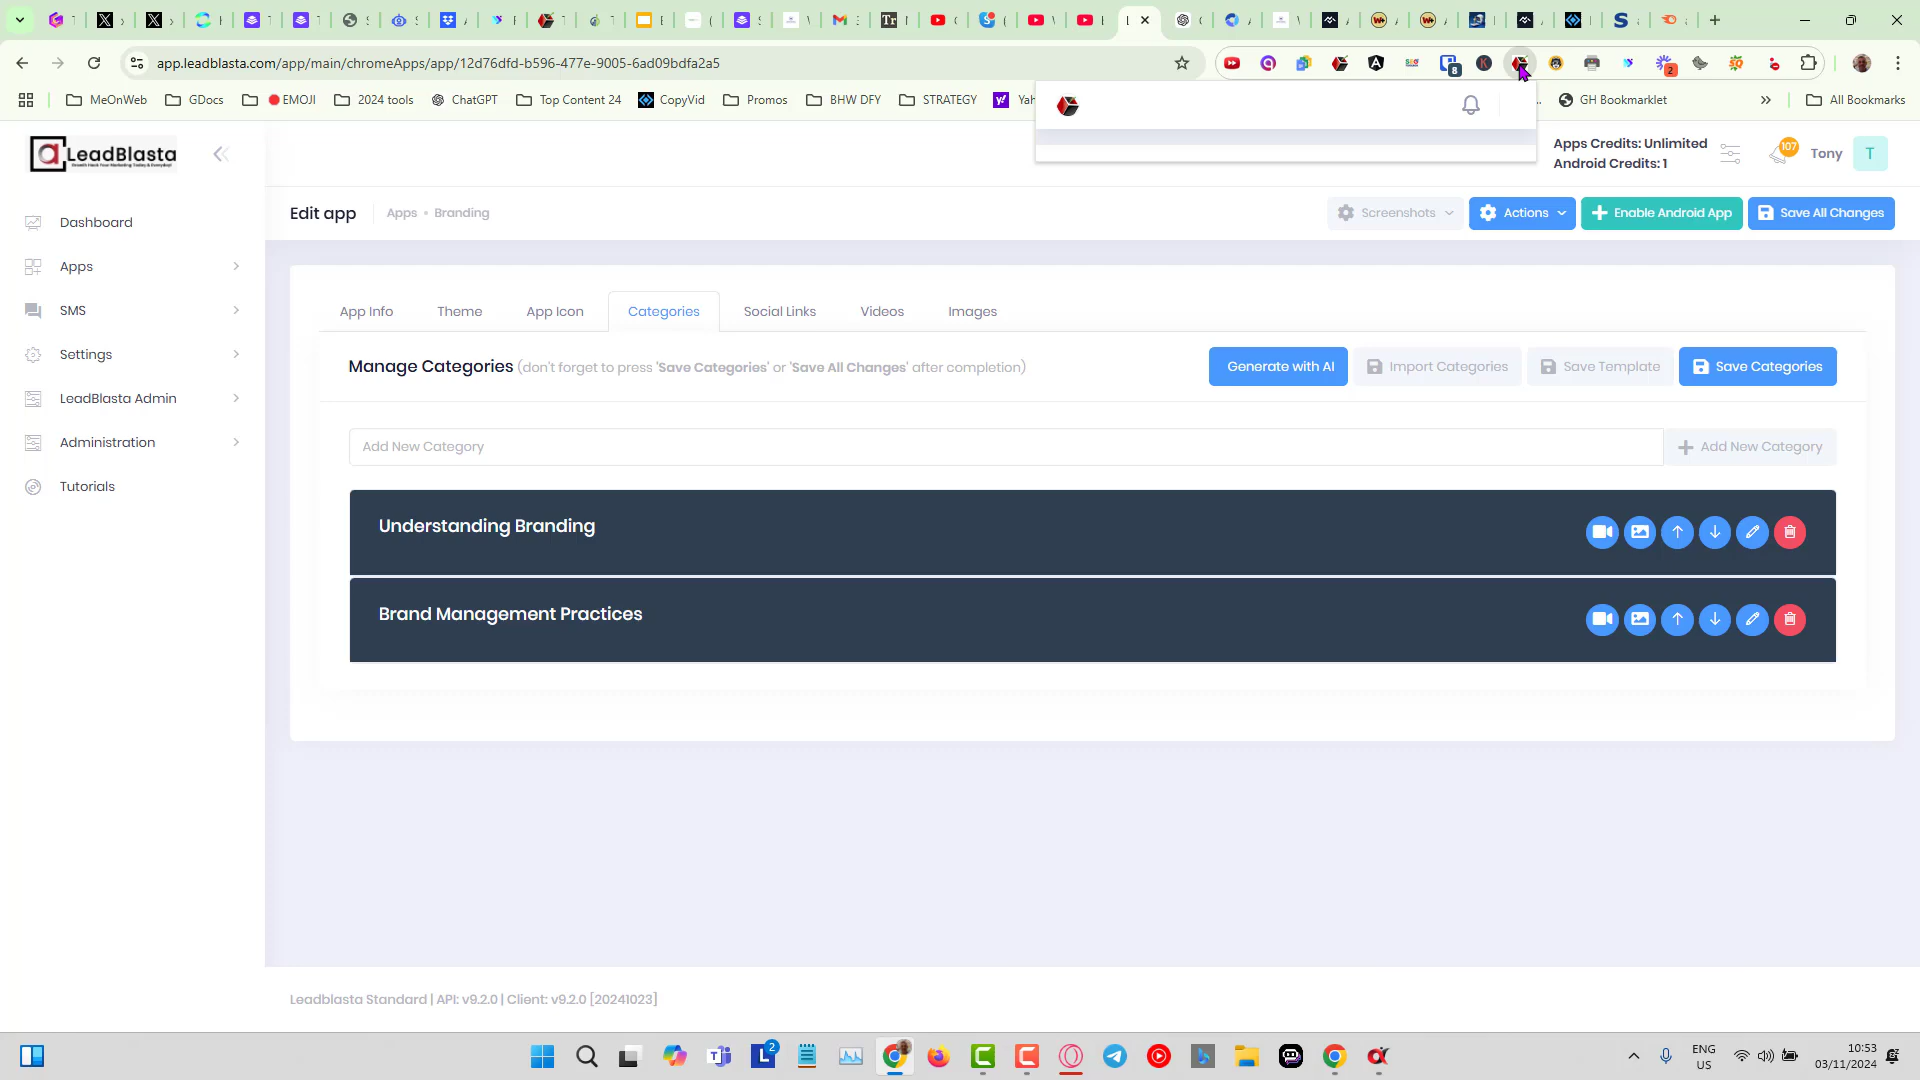 app.leadblasta.com/app/main/chromeApps/app/12d76dfd-b596-477e-9005-6ad09bdfa2a5
MeOnWeb
GDocs
EMOJI
2024 tools
ChatGPT
Top Content 24
CopyVid
Promos
BHW DFY
STRATEGY
GH Bookmarklet
All Bookmarks
LeadBlasta
Apps Credits: Unlimited
Android Credits: 1
107
Tony
T
Dashboard
Apps
SMS
Settings
LeadBlasta Admin
Administration
Tutorials
Edit app
Apps • Branding
Screenshots
Actions
Enable Android App
Save All Changes
App Info
Theme
App Icon
Categories
Social Links
Videos
Images
Manage Categories (don't forget to press 'Save Categories' or 'Save All Changes' after completion)
Generate with AI
Import Categories
Save Template
Save Categories
Add New Category
Add New Category
Understanding Branding
Brand Management Practices
Leadblasta Standard | API: v9.2.0 | Client: v9.2.0 [20241023]
ENG
US
10:53
03/11/2024